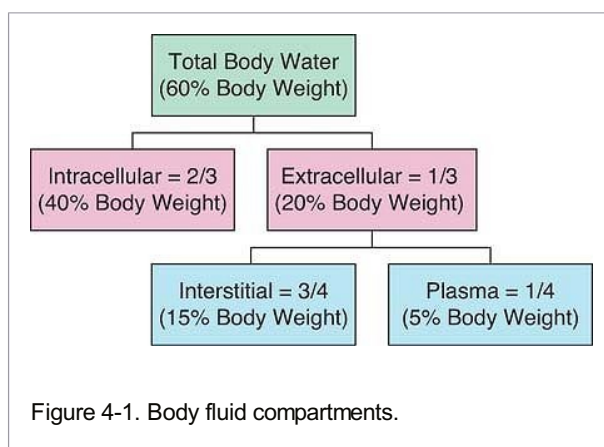 Total Body Water
(60% Body Weight)
Intracellular = 2/3
(40% Body Weight)
Extracellular = 1/3
(20% Body Weight)
Interstitial = 3/4
(15% Body Weight)
Plasma = 1/4
(5% Body Weight)
Figure 4-1. Body fluid compartments.